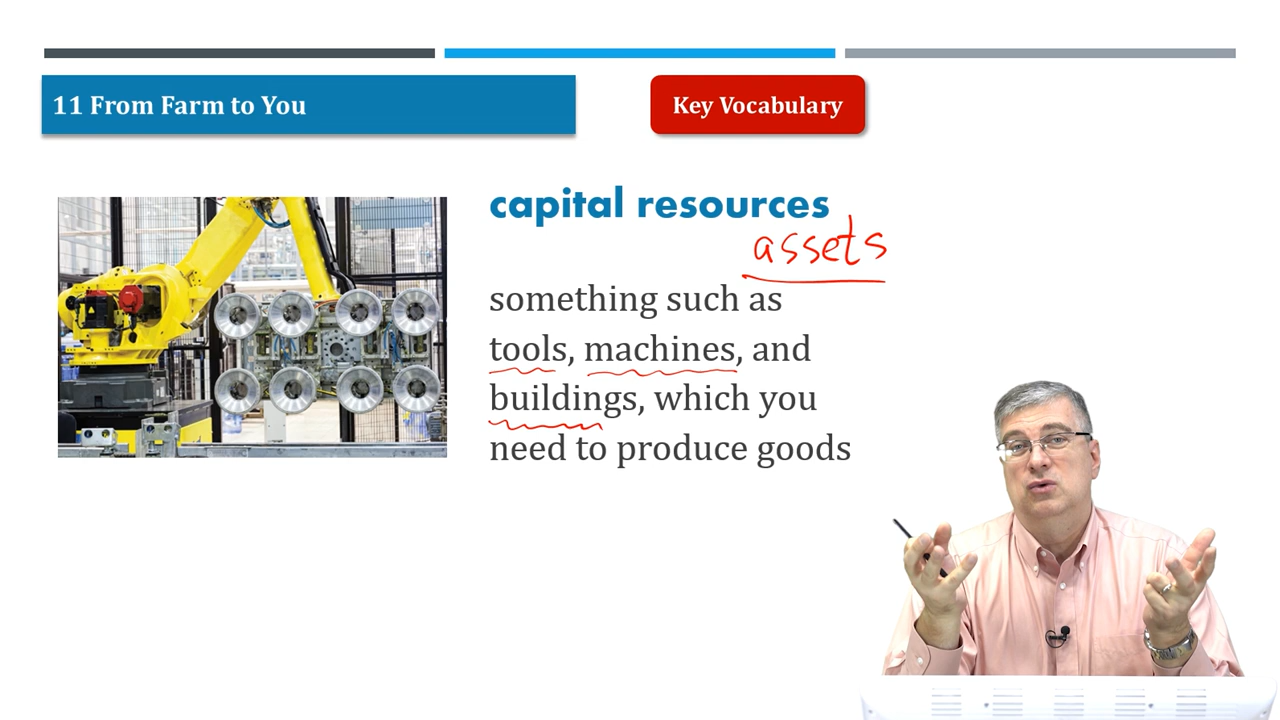 11 From Farm to You
Key Vocabulary
capital resources
assets
something such as
tools, machines, and
buildings, which you
need to produce goods